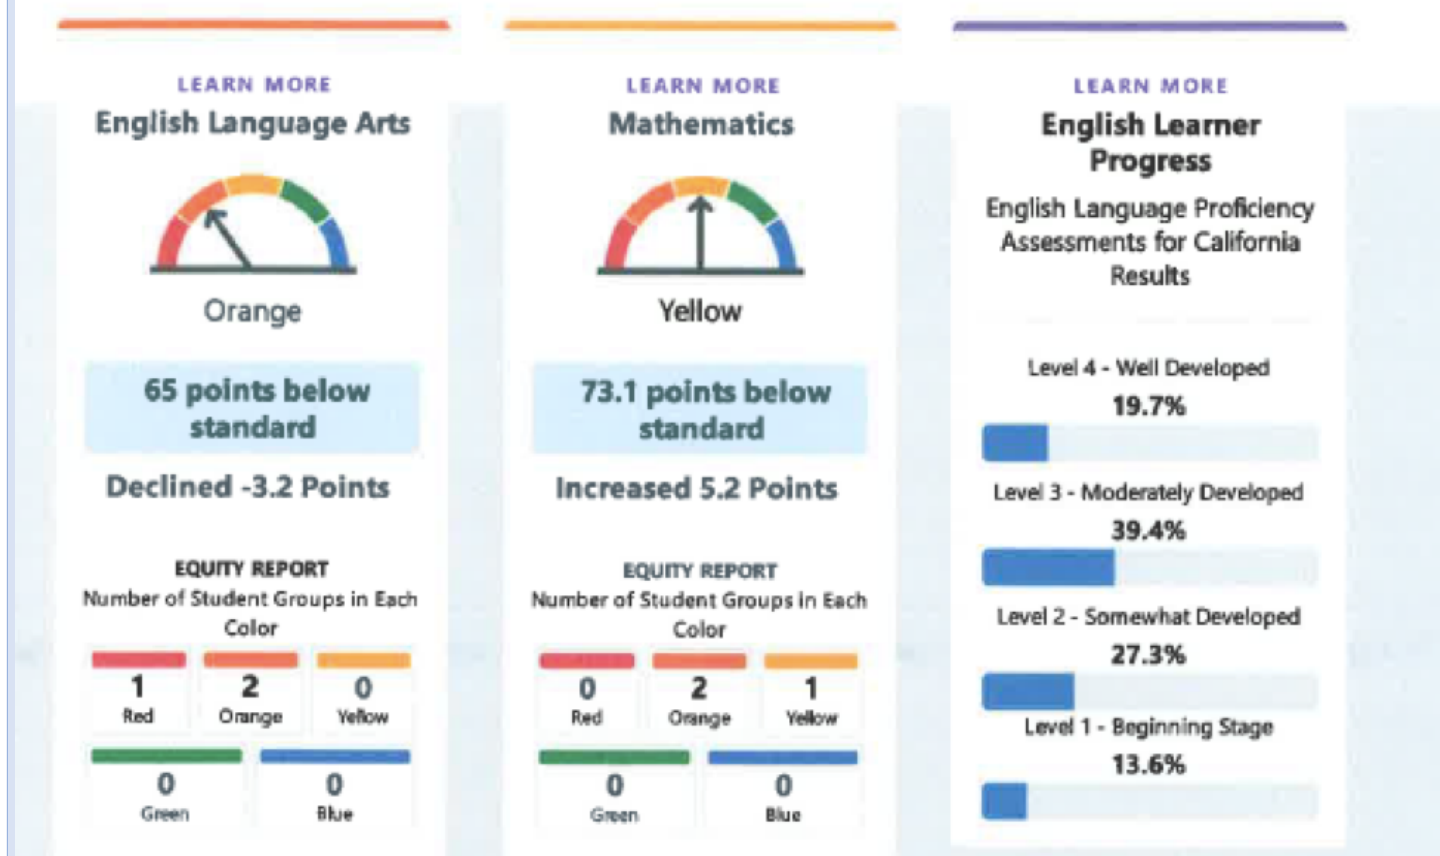 LEARN MORE
English Language Arts
Orange
65 points below
standard
Declined -3.2 Points
EQUITY REPORT
Number of Student Groups in Each
Color
1
Red
2
Orange
0
Yellow
0
Green
0
Blue
LEARN MORE
Mathematics
Yellow
73.1 points below
standard
Increased 5.2 Points
EQUITY REPORT
Number of Student Groups in Each
Color
0
Red
2
Orange
1
Yellow
0
Green
0
Blue
LEARN MORE
English Learner
Progress
English Language Proficiency
Assessments for California
Results
Level 4 - Well Developed
19.7%
Level 3 - Moderately Developed
39.4%
Level 2 - Somewhat Developed
27.3%
Level 1 - Beginning Stage
13.6%